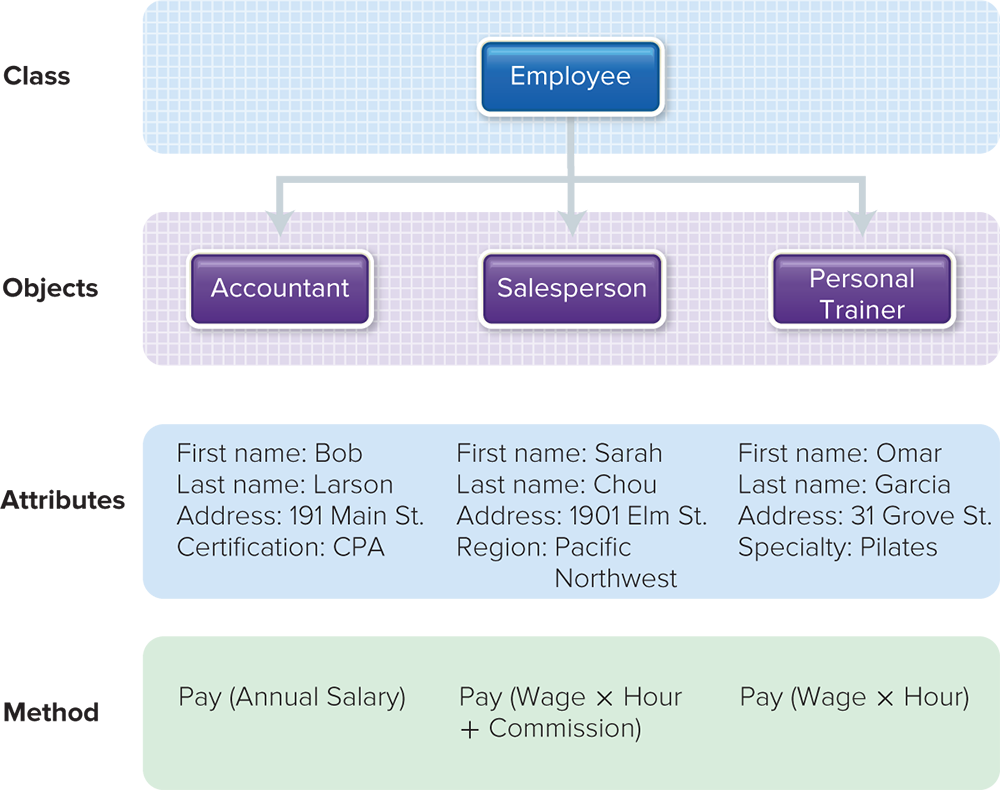 Class
Employee
Objects
Accountant
Salesperson
Personal
Trainer
Attributes
First name: Bob
Last name: Larson
Address: 191 Main St.
Certification: CPA
First name: Sarah
Last name: Chou
Address: 1901 Elm St.
Region: Pacific
Northwest
First name: Omar
Last name: Garcia
Address: 31 Grove St.
Specialty: Pilates
Method
Pay (Annual Salary)
Pay (Wage × Hour
+ Commission)
Pay (Wage × Hour)